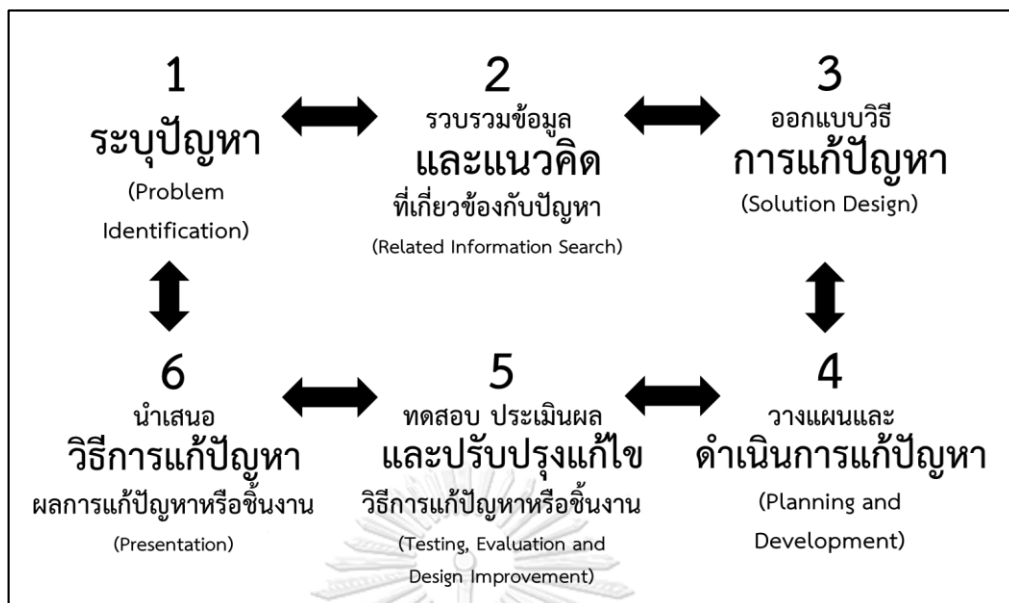 1
ระบุปัญหา
(Problem
Identification)
2
รวบรวมข้อมูล
และแนวคิด
ที่เกี่ยวข้องกับปัญหา
(Related Information Search)
3
ออกแบบวิธี
การแก้ปัญหา
(Solution Design)
6
นำเสนอ
วิธีการแก้ปัญหา
ผลการแก้ปัญหาหรือชิ้นงาน
(Presentation)
5
ทดสอบ ประเมินผล
และปรับปรุงแก้ไข
วิธีการแก้ปัญหาหรือชิ้นงาน
(Testing, Evaluation and
Design Improvement)
4
วางแผนและ
ดำเนินการแก้ปัญหา
(Planning and
Development)